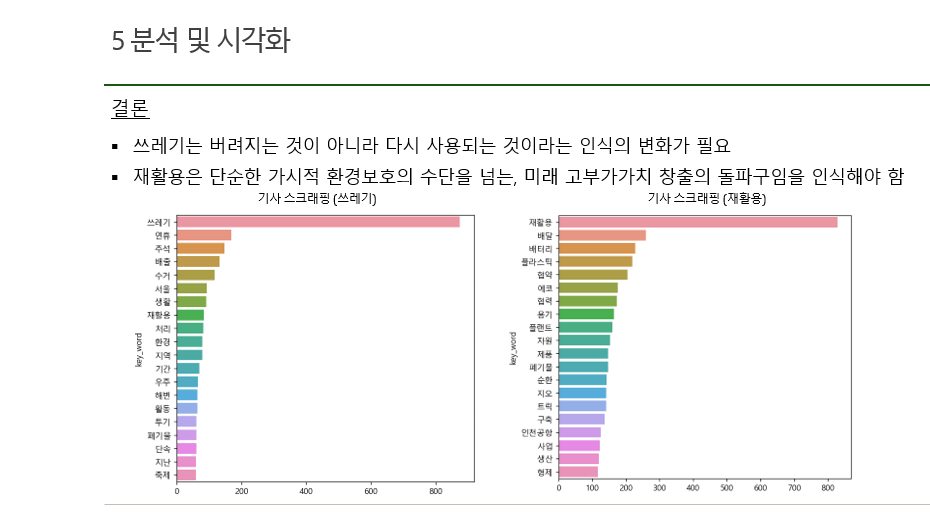 5 분석 및 시각화
결론
▪ 쓰레기는 버려지는 것이 아니라 다시 사용되는 것이라는 인식의 변화가 필요
▪ 재활용은 단순한 가시적 환경보호의 수단을 넘는, 미래 고부가가치 창출의 돌파구임을 인식해야 함
기사 스크래핑 (쓰레기)
쓰레기
연휴
추석
배출
수거
서울
생활
재활용
처리
환경
지역
기간
우주
해변
활동
투기
폐기물
단속
지난
축제
key_word
0 200 400 600 800
기사 스크래핑 (재활용)
재활용
배달
배터리
플라스틱
협약
에코
협력
용기
플랜트
자원
제품
폐기물
순환
지오
트릭
구축
인천공항
사업
생산
형제
key_word
0 100 200 300 400 500 600 700 800